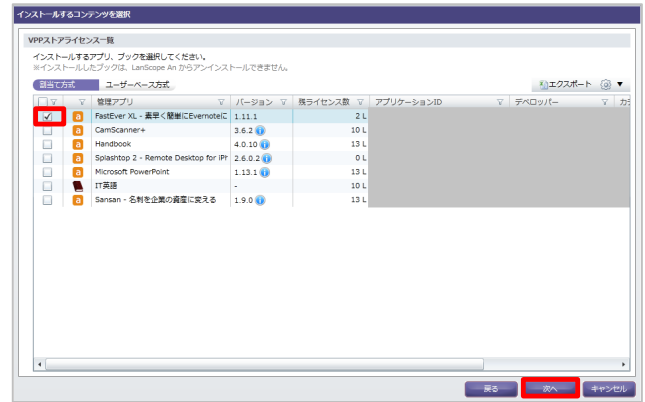 インストールするコンテンツを選択
VPPストアライセンス一覧
インストールするアプリ、ブックを選択してください。
※インストールしたブックは、LanScope An からアンインストールできません。
割当て方式 ユーザーベース方式
エクスポート
管理アプリ バージョン 残ライセンス数 アプリケーションID デベロッパー カテ
a FastEver XL - 素早く簡単にEvernoteに 1.11.1 2 L
a CamScanner+ 3.6.2 10 L
a Handbook 4.0.10 13 L
a Splashtop 2 - Remote Desktop for iPh 2.6.0.2 0 L
a Microsoft PowerPoint 1.13.1 13 L
IT英語 - 10 L
a Sansan - 名刺を企業の資産に変える 1.9.0 13 L
戻る 次へ キャンセル